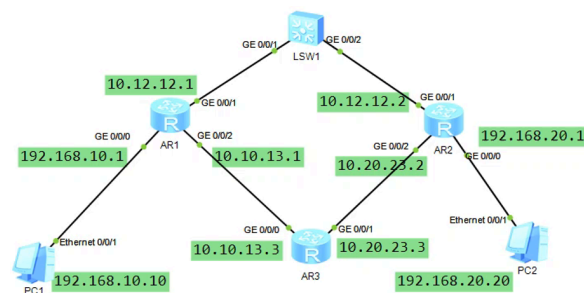 GE 0/0/1
GE 0/0/2
LSW1
10.12.12.1
GE 0/0/1
GE 0/0/1
10.12.12.2
R
AR1
GE 0/0/0
GE 0/0/2
192.168.10.1
10.10.13.1
GE 0/0/2
R
AR2
192.168.20.1
GE 0/0/0
10.20.23.2
Ethernet 0/0/1
GE 0/0/0
GE 0/0/1
Ethernet 0/0/1
10.10.13.3
R
10.20.23.3
AR3
PC1
192.168.10.10
192.168.20.20
PC2